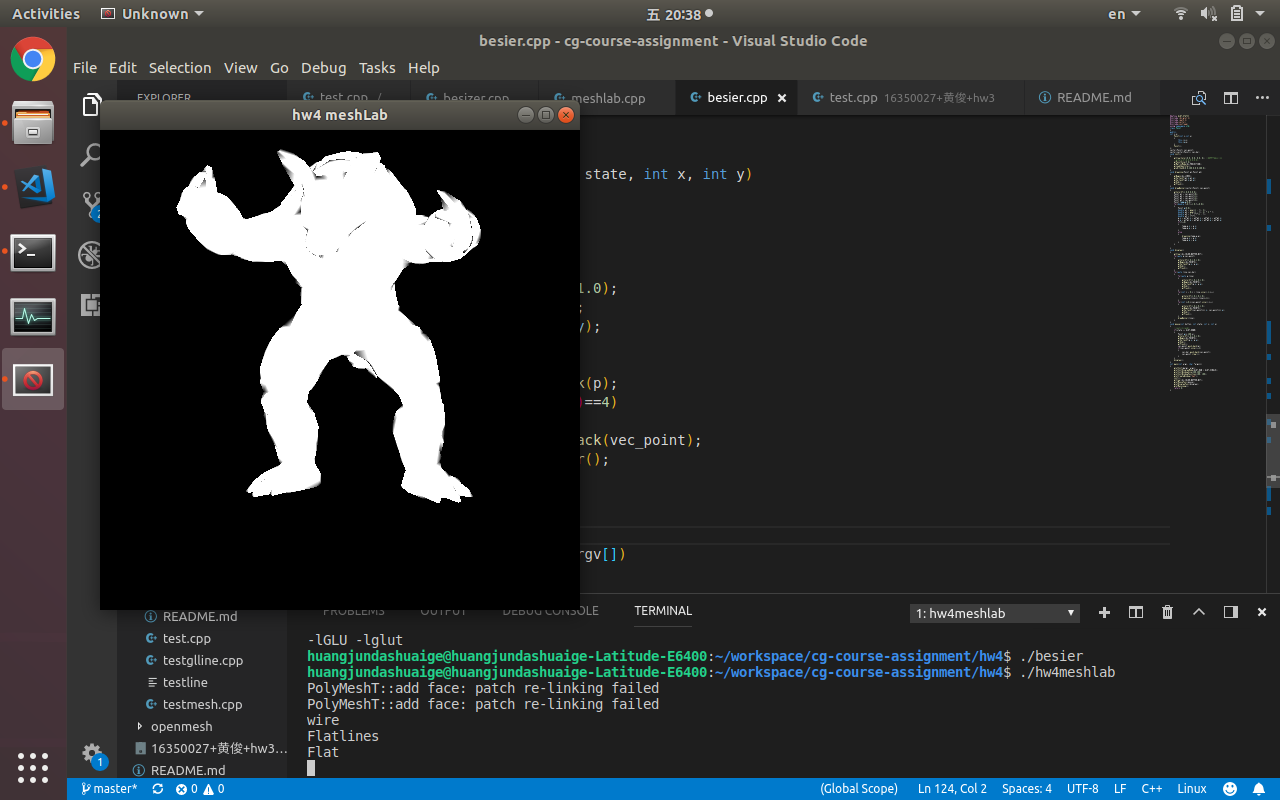 Activities Unknown 五 20:38 en
besier.cpp - cg-course-assignment - Visual Studio Code
File Edit Selection View Go Debug Tasks Help
EXPLORER test.cpp / besizer.cpp meshlab.cpp besier.cpp test.cpp 16350027+黄俊+hw3 README.md
hw4 meshLab
state, int x, int y)
1.0);
;
y);
k(p);
)==4)
ack(vec_point);
r();
rgv[])
PROBLEMS OUTPUT DEBUG CONSOLE TERMINAL 1: hw4meshlab
README.md
test.cpp
testglline.cpp
testline
testmesh.cpp
openmesh
16350027+黄俊+hw3...
README.md
-lGLU -lglut
huangjundashuaige@huangjundashuaige-Latitude-E6400:~/workspace/cg-course-assignment/hw4$ ./besier
huangjundashuaige@huangjundashuaige-Latitude-E6400:~/workspace/cg-course-assignment/hw4$ ./hw4meshlab
PolyMeshT::add face: patch re-linking failed
PolyMeshT::add face: patch re-linking failed
wire
Flatlines
Flat
1
master* 0 0 (Global Scope) Ln 124, Col 2 Spaces: 4 UTF-8 LF C++ Linux